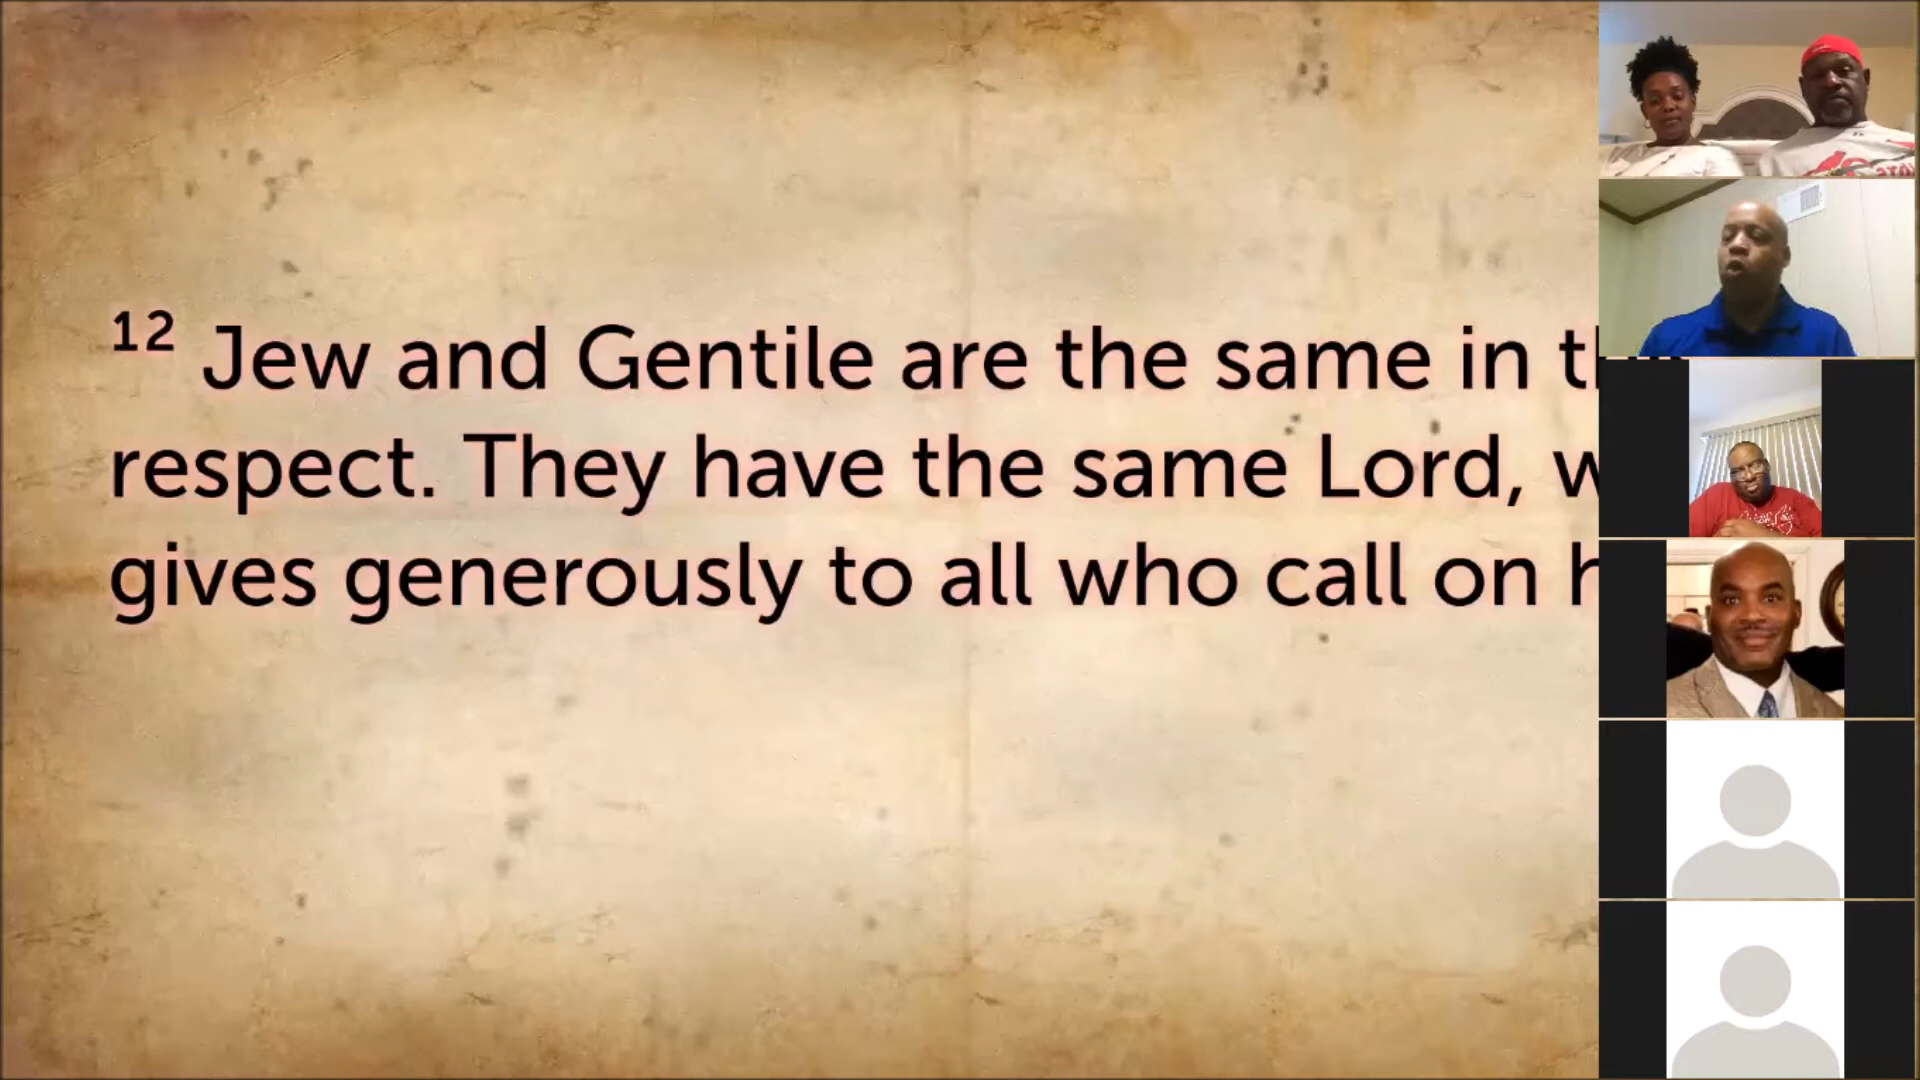 12 Jew and Gentile are the same in
respect. They have the same Lord,
gives generously to all who call on